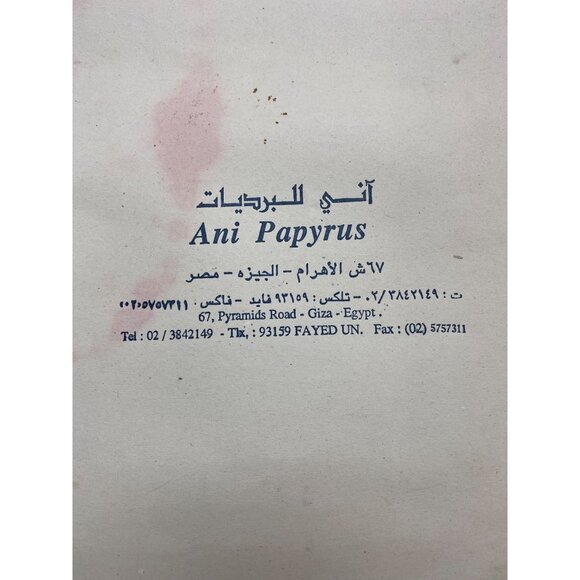 آني للبرديات
Ani Papyrus
٦٧ش الأهرام - الجيزه - مصر
ت : ٠٢/٣٨٤٢١٤٩ - تلكس : ٩٣١٥٩ فايد - فاكس :
67, Pyramids Road - Giza - Egypt .
Tel : 02 / 3842149 - Tlx, : 93159 FAYED UN. Fax : (02) 5757311